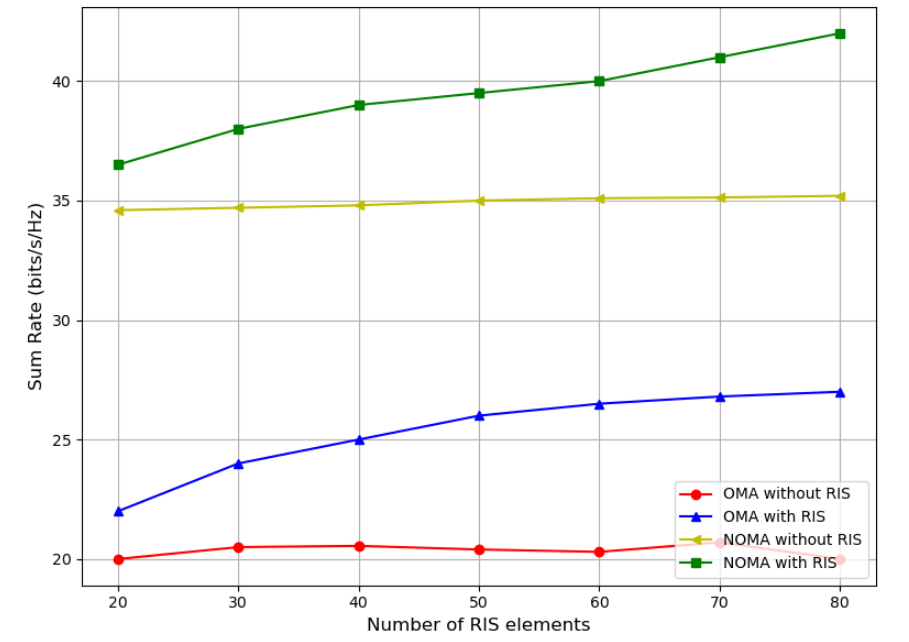 40
35
30
25
20
Sum Rate (bits/s/Hz)
OMA without RIS
OMA with RIS
NOMA without RIS
NOMA with RIS
20 30 40 50 60 70 80
Number of RIS elements